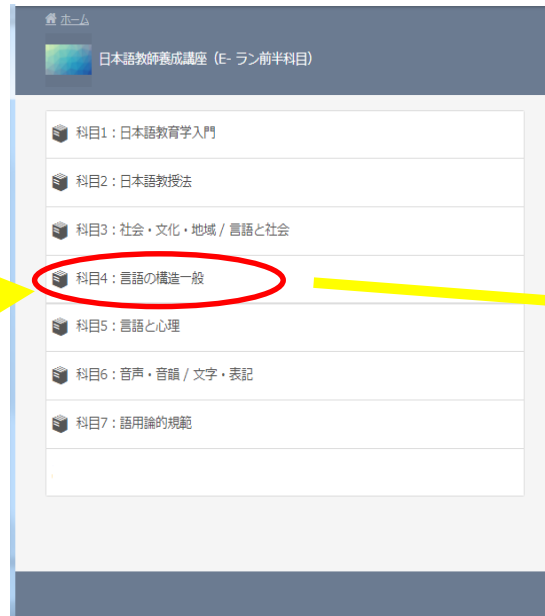 ホーム
日本語教師養成講座（E- ラン前半科目）
科目1：日本語教育学入門
科目2：日本語教授法
科目3：社会・文化・地域 / 言語と社会
科目4：言語の構造一般
科目5：言語と心理
科目6：音声・音韻 / 文字・表記
科目7：語用論的規範